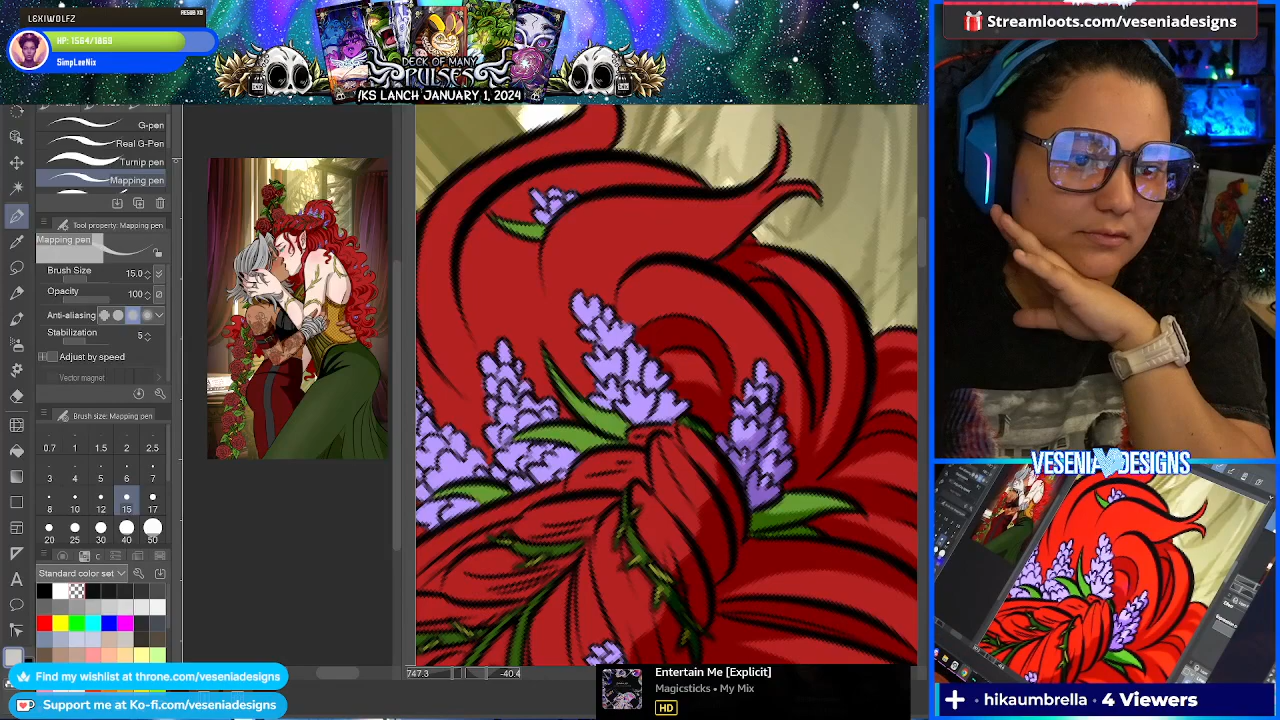 LEXIWOLFZ
HP: 1564/1869
SimpLeeNix
DECK OF MANY
PULSES
!KS LANCH JANUARY 1, 2024
Streamloots.com/veseniadesigns
G-pen
Real G-Pen
Turnip pen
Mapping pen
Tool property: Mapping pen
Mapping pen
Brush Size 15.0
Opacity 100
Anti-aliasing
Stabilization 5
Adjust by speed
Vector magnet
Brush size: Mapping pen
0.7 1 1.5 2 2.5
3 4 5 6 7
8 10 12 15 17
20 25 30 40 50
Standard color set
747.3
-40.4
Find my wishlist at throne.com/veseniadesigns
Support me at Ko-fi.com/veseniadesigns
Entertain Me [Explicit]
Magicsticks • My Mix
HD
VESENIA DESIGNS
hikaumbrella • 4 Viewers